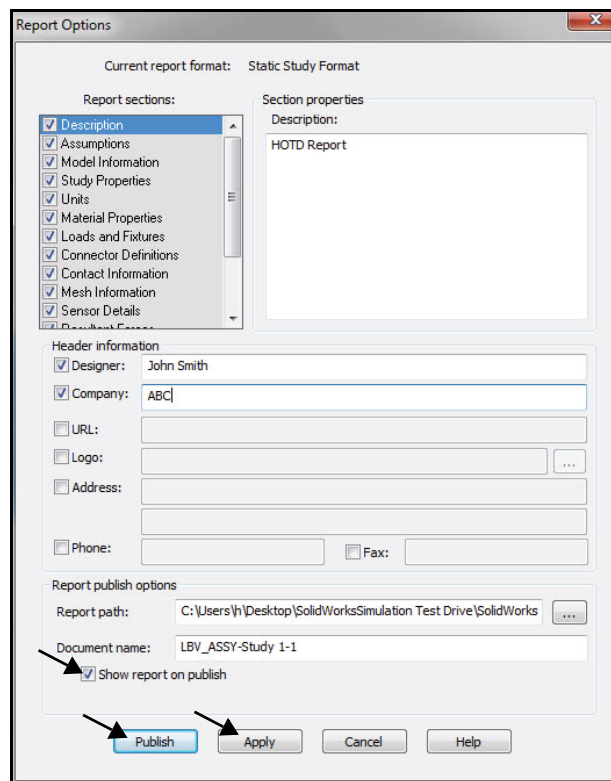 Report Options
Current report format: Static Study Format
Report sections:
Description
Assumptions
Model Information
Study Properties
Units
Material Properties
Loads and Fixtures
Connector Definitions
Contact Information
Mesh Information
Sensor Details
Section properties
Description:
HOTD Report
Header information
Designer: John Smith
Company: ABC
URL:
Logo: ...
Address:
Phone: Fax:
Report publish options
Report path: C:\Users\h\Desktop\SolidWorksSimulation Test Drive\SolidWorks ...
Document name: LBV_ASSY-Study 1-1
Show report on publish
Publish Apply Cancel Help